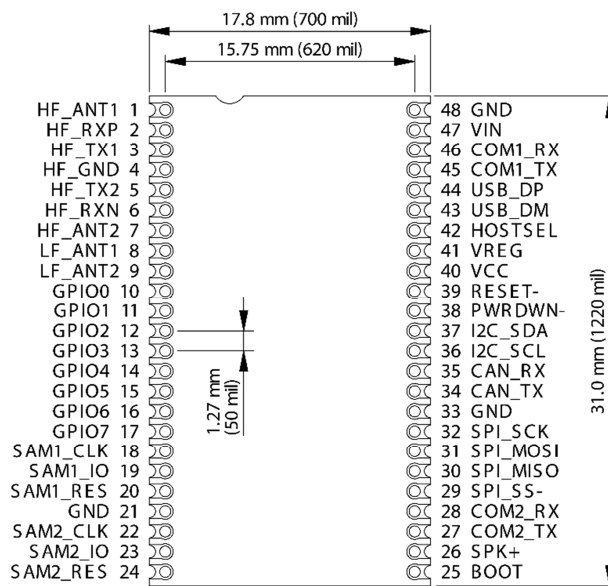 17.8 mm (700 mil)
15.75 mm (620 mil)
HF_ANT1 1
HF_RXP 2
HF_TX1 3
HF_GND 4
HF_TX2 5
HF_RXN 6
HF_ANT2 7
LF_ANT1 8
LF_ANT2 9
GPIO0 10
GPIO1 11
GPIO2 12
GPIO3 13
GPIO4 14
GPIO5 15
GPIO6 16
GPIO7 17
SAM1_CLK 18
SAM1_IO 19
SAM1_RES 20
GND 21
SAM2_CLK 22
SAM2_IO 23
SAM2_RES 24
1.27 mm
(50 mil)
48 GND
47 VIN
46 COM1_RX
45 COM1_TX
44 USB_DP
43 USB_DM
42 HOSTSEL
41 VREG
40 VCC
39 RESET-
38 PWRDWN-
37 I2C_SDA
36 I2C_SCL
35 CAN_RX
34 CAN_TX
33 GND
32 SPI_SCK
31 SPI_MOSI
30 SPI_MISO
29 SPI_SS-
28 COM2_RX
27 COM2_TX
26 SPK+
25 BOOT
31.0 mm (1220 mil)